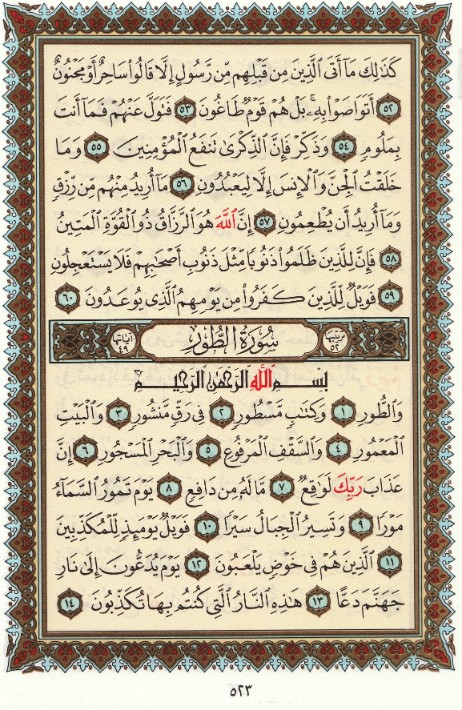 كَذَٰلِكَ مَآ أَتَى ٱلَّذِينَ مِن قَبۡلِهِم مِّن رَّسُولٍ إِلَّا قَالُواْ سَاحِرٌ أَوۡ مَجۡنُونٌ
٥٢ أَتَوَاصَوۡاْ بِهِۦۚ بَلۡ هُمۡ قَوۡمٞ طَاغُونَ ٥٣ فَتَوَلَّ عَنۡهُمۡ فَمَآ أَنتَ
بِمَلُومٖ ٥٤ وَذَكِّرۡ فَإِنَّ ٱلذِّكۡرَىٰ تَنفَعُ ٱلۡمُؤۡمِنِينَ ٥٥ وَمَا
خَلَقۡتُ ٱلۡجِنَّ وَٱلۡإِنسَ إِلَّا لِيَعۡبُدُونِ ٥٦ مَآ أُرِيدُ مِنۡهُم مِّن رِّزۡقٖ
وَمَآ أُرِيدُ أَن يُطۡعِمُونِ ٥٧ إِنَّ ٱللَّهَ هُوَ ٱلرَّزَّاقُ ذُو ٱلۡقُوَّةِ ٱلۡمَتِينُ
٥٨ فَإِنَّ لِلَّذِينَ ظَلَمُواْ ذَنُوبٗا مِّثۡلَ ذَنُوبِ أَصۡحَٰبِهِمۡ فَلَا يَسۡتَعۡجِلُونِ
٥٩ فَوَيۡلٞ لِّلَّذِينَ كَفَرُواْ مِن يَوۡمِهِمُ ٱلَّذِي يُوعَدُونَ ٦٠
ترتيبها ٥٢ سُورَةُ الطُّورِ آياتها ٤٩
بِسۡمِ ٱللَّهِ ٱلرَّحۡمَٰنِ ٱلرَّحِيمِ
وَٱلطُّورِ ١ وَكِتَٰبٖ مَّسۡطُورٖ ٢ فِي رَقّٖ مَّنشُورٖ ٣ وَٱلۡبَيۡتِ
ٱلۡمَعۡمُورِ ٤ وَٱلسَّقۡفِ ٱلۡمَرۡفُوعِ ٥ وَٱلۡبَحۡرِ ٱلۡمَسۡجُورِ ٦ إِنَّ
عَذَابَ رَبِّكَ لَوَٰقِعٞ ٧ مَّا لَهُۥ مِن دَافِعٖ ٨ يَوۡمَ تَمُورُ ٱلسَّمَآءُ
مَوۡرٗا ٩ وَتَسِيرُ ٱلۡجِبَالُ سَيۡرٗا ١٠ فَوَيۡلٞ يَوۡمَئِذٖ لِّلۡمُكَذِّبِينَ
١١ ٱلَّذِينَ هُمۡ فِي خَوۡضٖ يَلۡعَبُونَ ١٢ يَوۡمَ يُدَعُّونَ إِلَىٰ نَارِ
جَهَنَّمَ دَعًّا ١٣ هَٰذِهِ ٱلنَّارُ ٱلَّتِي كُنتُم بِهَا تُكَذِّبُونَ ١٤
٥٢٣